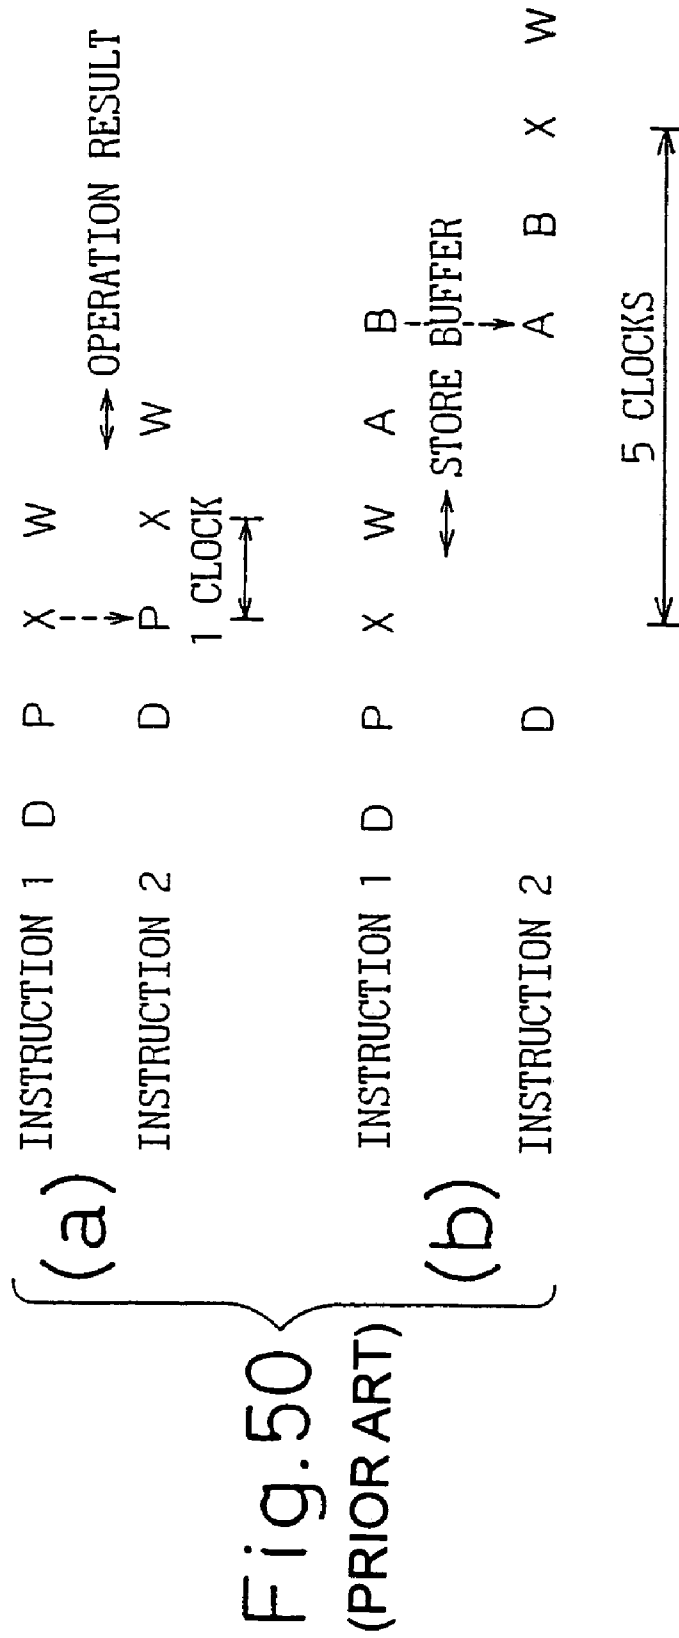 Fig.50
(PRIOR ART)
(a)
INSTRUCTION 1 D P X W
↔ OPERATION RESULT
INSTRUCTION 2 D P X W
1 CLOCK
(b)
INSTRUCTION 1 D P X W A B
↔ STORE BUFFER
INSTRUCTION 2 D A B X W
5 CLOCKS